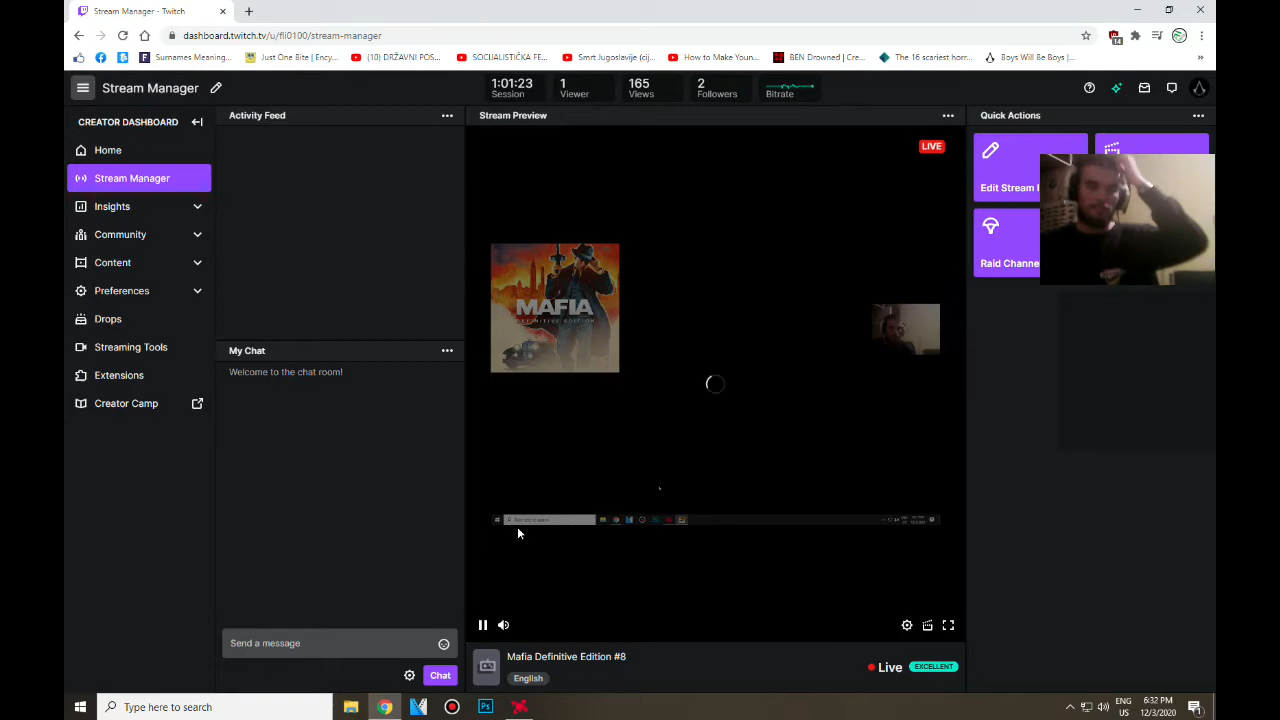 Stream Manager - Twitch
dashboard.twitch.tv/u/fli0100/stream-manager
14
Surnames Meaning...
Just One Bite | Ency...
(10) DRŽAVNI POS...
SOCIJALISTIČKA FE...
Smrt Jugoslavije (cij...
How to Make Youn...
BEN Drowned | Cre...
The 16 scariest horr...
Boys Will Be Boys |...
Stream Manager
1:01:23
Session
1
Viewer
165
Views
2
Followers
Bitrate
CREATOR DASHBOARD
Home
Stream Manager
Insights
Community
Content
Preferences
Drops
Streaming Tools
Extensions
Creator Camp
Activity Feed
My Chat
Welcome to the chat room!
Send a message
Chat
Stream Preview
LIVE
MAFIA
DEFINITIVE EDITION
Mafia Definitive Edition #8
English
Live
EXCELLENT
Quick Actions
Edit Stream
Raid Channe
Type here to search
Ps
ENG
US
6:32 PM
12/3/2020
1